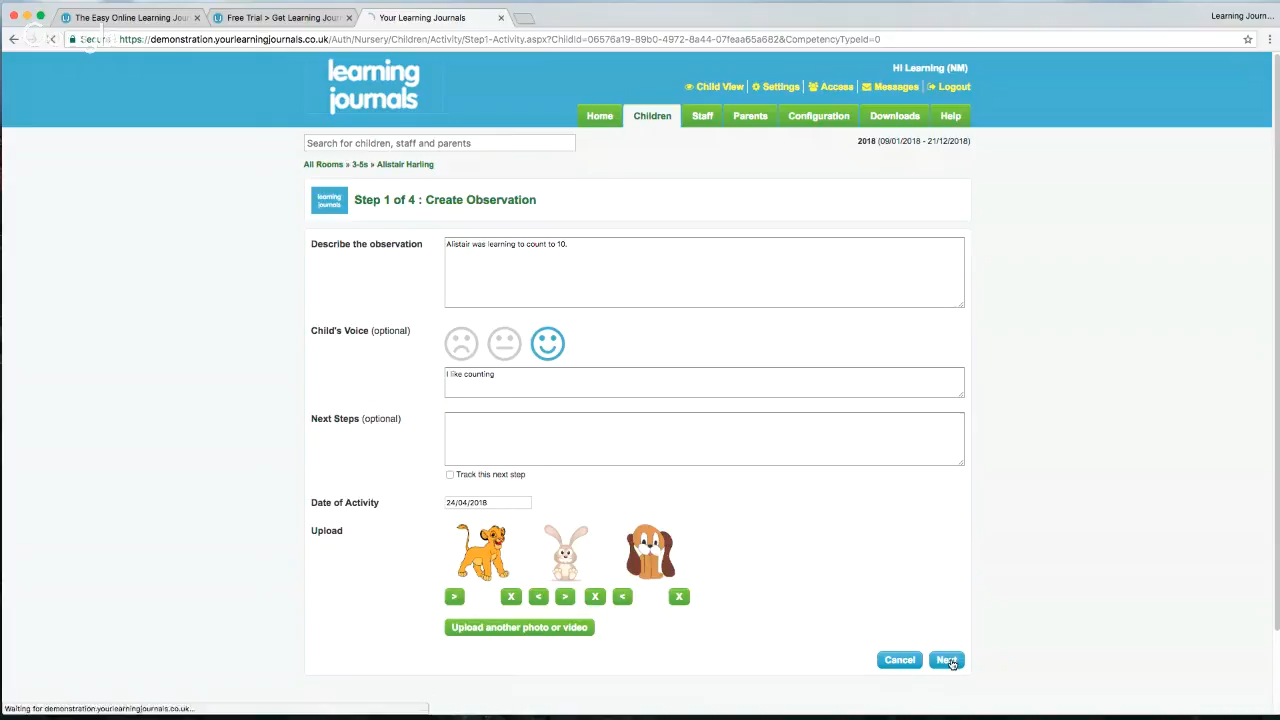 The Easy Online Learning Jou
Free Trial > Get Learning Jour
Your Learning Journals
Learning Journ...
Secure
https://demonstration.yourlearningjournals.co.uk/Auth/Nursery/Children/Activity/Step1-Activity.aspx?ChildId=06576a19-89b0-4972-8a44-07feaa65a682&CompetencyTypeId=0
learning journals
Hi Learning (NM)
Child View | Settings | Access | Messages | Logout
Home Children Staff Parents Configuration Downloads Help
Search for children, staff and parents
2018 (09/01/2018 - 21/12/2018)
All Rooms » 3-5s » Alistair Harling
learning journals
Step 1 of 4 : Create Observation
Describe the observation
Alistair was learning to count to 10.
Child's Voice (optional)
I like counting
Next Steps (optional)
Track this next step
Date of Activity
24/04/2018
Upload
> X < > X < X
Upload another photo or video
Cancel Next
Waiting for demonstration.yourlearningjournals.co.uk...